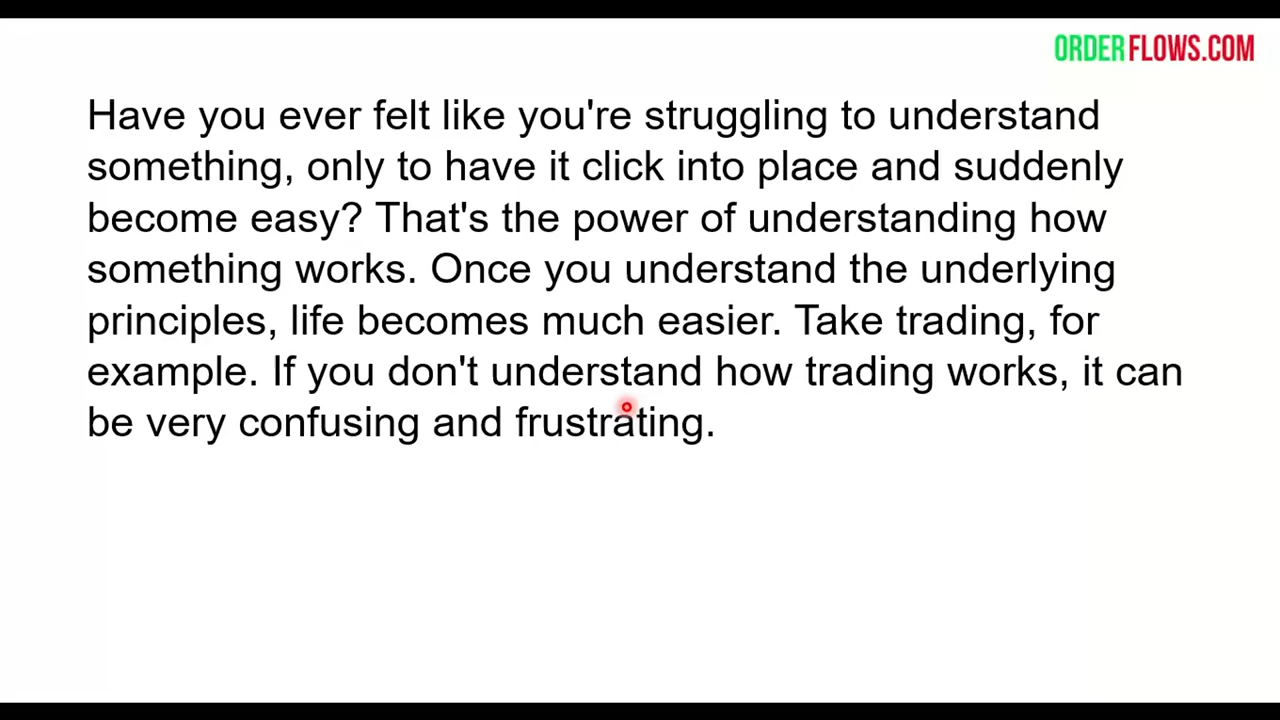 ORDERFLOWS.COM
Have you ever felt like you're struggling to understand
something, only to have it click into place and suddenly
become easy? That's the power of understanding how
something works. Once you understand the underlying
principles, life becomes much easier. Take trading, for
example. If you don't understand how trading works, it can
be very confusing and frustrating.